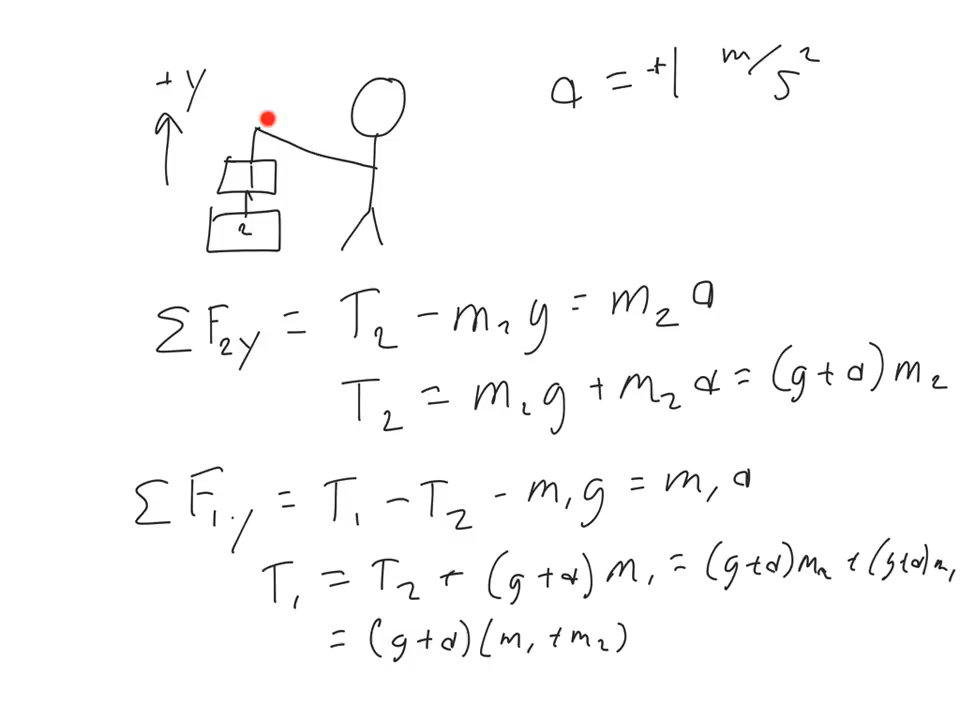 +y
a = +1 m/s²
2
ΣF₂y = T₂ - m₂g = m₂a
T₂ = m₂g + m₂a = (g+a)m₂
ΣF₁y = T₁ - T₂ - m₁g = m₁a
T₁ = T₂ + (g+a)m₁ = (g+a)m₂ + (g+a)m₁
= (g+a)(m₁+m₂)